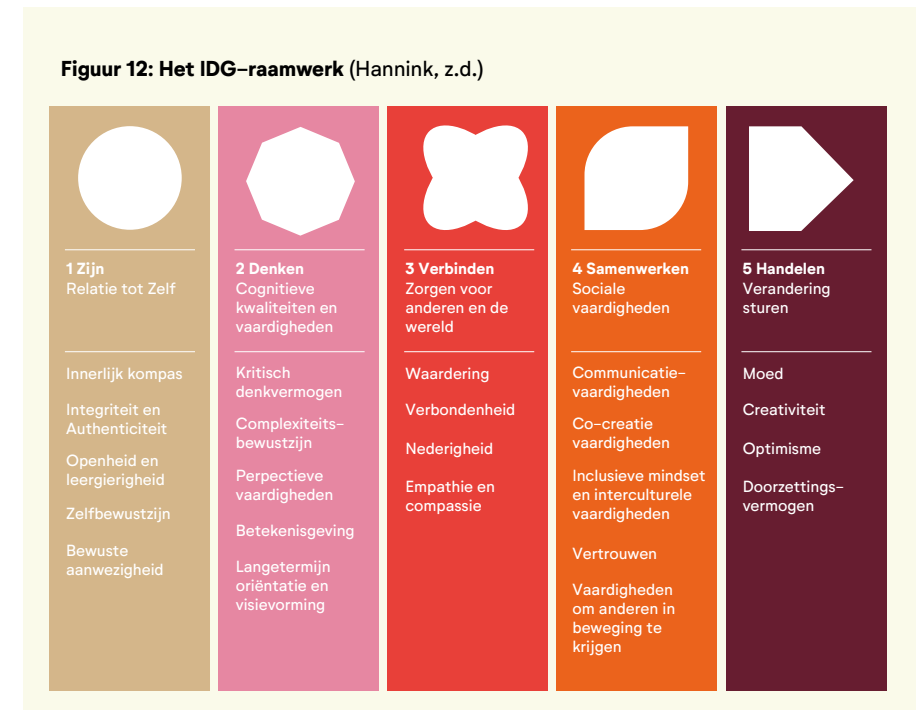 Figuur 12: Het IDG–raamwerk (Hannink, z.d.)
1 Zijn
Relatie tot Zelf
Innerlijk kompas
Integriteit en
Authenticiteit
Openheid en
leergierigheid
Zelfbewustzijn
Bewuste
aanwezigheid
2 Denken
Cognitieve
kwaliteiten en
vaardigheden
Kritisch
denkvermogen
Complexiteits–
bewustzijn
Perpectieve
vaardigheden
Betekenisgeving
Langetermijn
oriëntatie en
visievorming
3 Verbinden
Zorgen voor
anderen en de
wereld
Waardering
Verbondenheid
Nederigheid
Empathie en
compassie
4 Samenwerken
Sociale
vaardigheden
Communicatie–
vaardigheden
Co–creatie
vaardigheden
Inclusieve mindset
en interculturele
vaardigheden
Vertrouwen
Vaardigheden
om anderen in
beweging te
krijgen
5 Handelen
Verandering
sturen
Moed
Creativiteit
Optimisme
Doorzettings–
vermogen